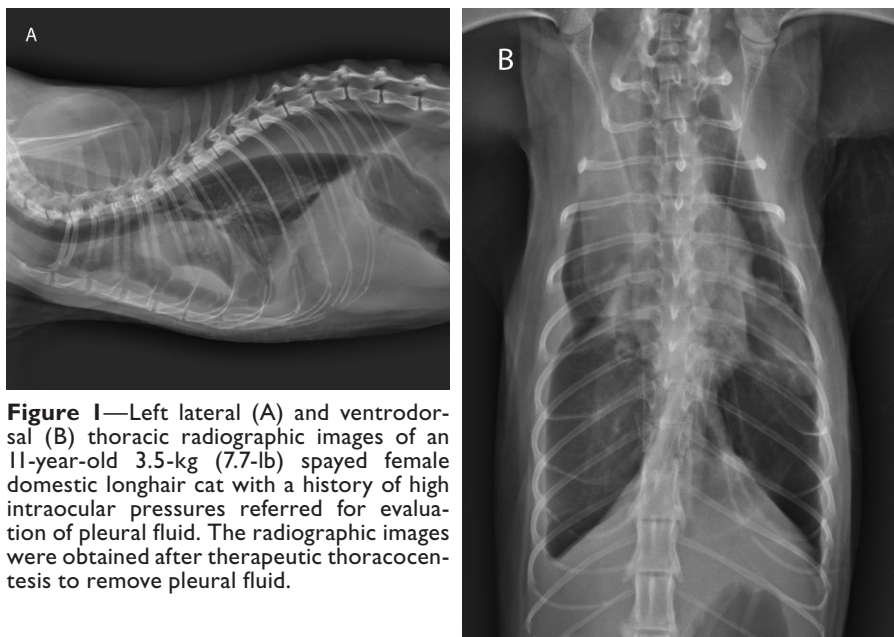 A
B
Figure 1—Left lateral (A) and ventrodor-
sal (B) thoracic radiographic images of an
11-year-old 3.5-kg (7.7-lb) spayed female
domestic longhair cat with a history of high
intraocular pressures referred for evalua-
tion of pleural fluid. The radiographic images
were obtained after therapeutic thoracocen-
tesis to remove pleural fluid.